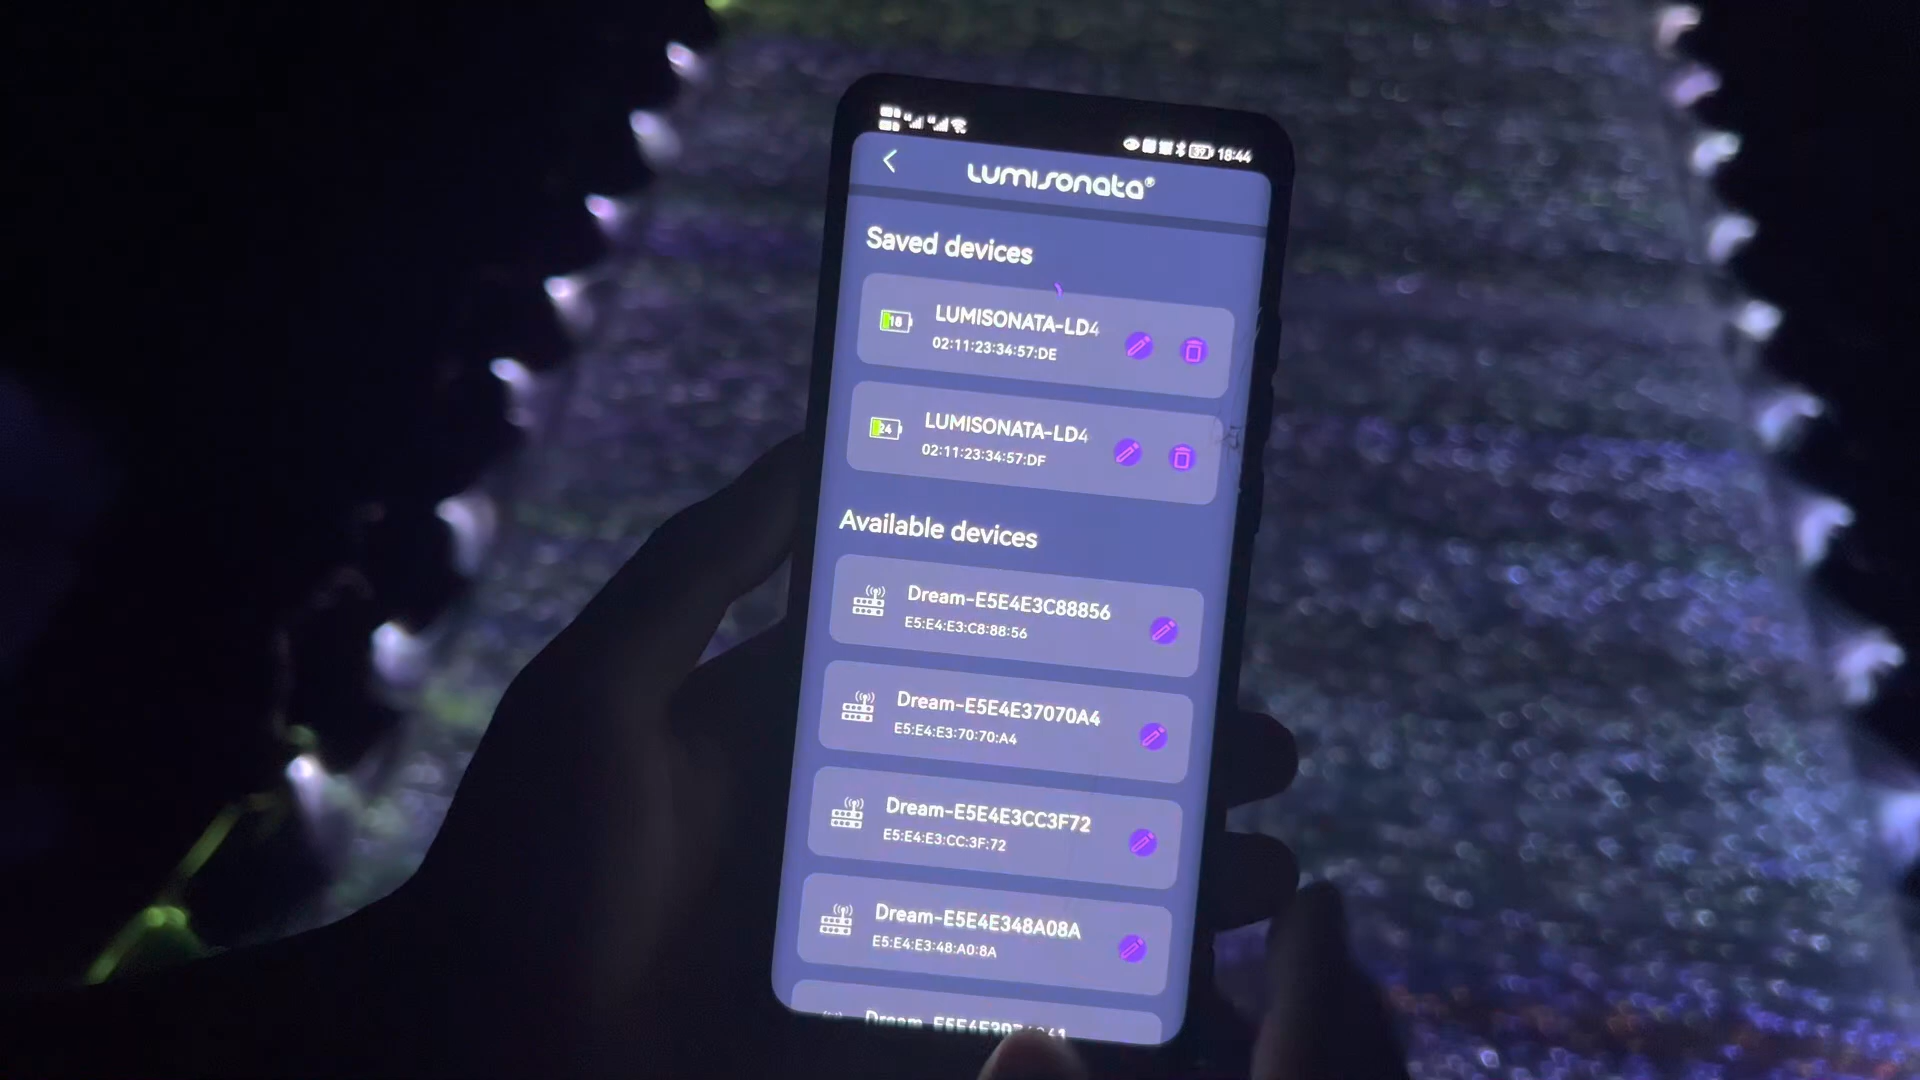 18:44
Lumisonata®
Saved devices
18
LUMISONATA-LD4
02:11:23:34:57:DE
24
LUMISONATA-LD4
02:11:23:34:57:DF
Available devices
Dream-E5E4E3C88856
E5:E4:E3:C8:88:56
Dream-E5E4E37070A4
E5:E4:E3:70:70:A4
Dream-E5E4E3CC3F72
E5:E4:E3:CC:3F:72
Dream-E5E4E348A08A
E5:E4:E3:48:A0:8A